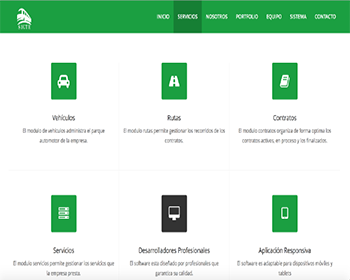 INICIO SERVICIOS NOSOTROS PORTFOLIO EQUIPO SISTEMA CONTACTO
Vehículos
El modulo de vehículos administra el parque
automotor de la empresa.
Rutas
El modulo rutas permite gestionar los recorridos de los
contratos.
Contratos
El modulo contratos organiza de forma optima los
contratos activos, en proceso y los finalizados.
Servicios
El modulo servicios permite gestionar los servicios que
la empresa presta.
Desarrolladores Profesionales
El software esta diseñado por profesionales que
garantiza su calidad.
Aplicación Responsiva
El software es adaptable para dispositivos móviles y
tablets.